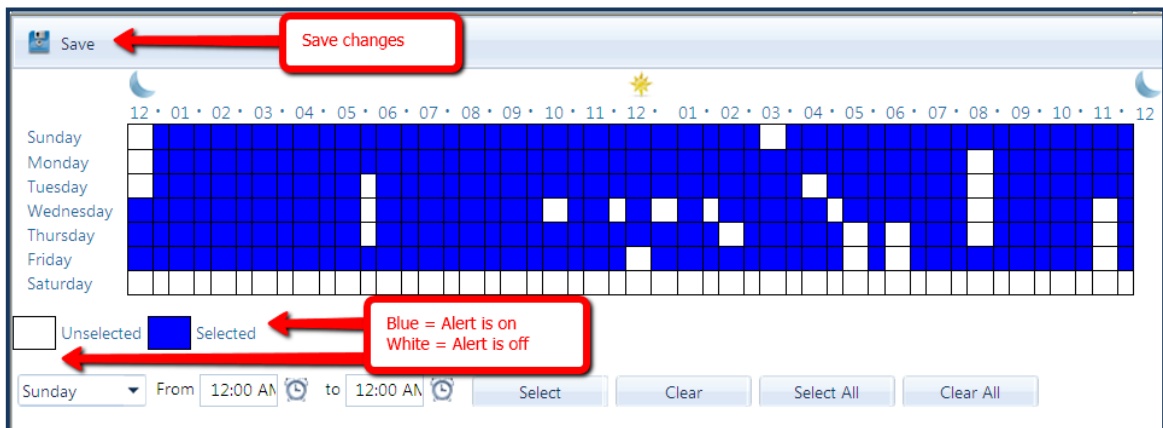 Save
Save changes
12 · 01 · 02 · 03 · 04 · 05 · 06 · 07 · 08 · 09 · 10 · 11 · 12 · 01 · 02 · 03 · 04 · 05 · 06 · 07 · 08 · 09 · 10 · 11 · 12
Sunday
Monday
Tuesday
Wednesday
Thursday
Friday
Saturday
Unselected Selected
Blue = Alert is on
White = Alert is off
Sunday From 12:00 AM to 12:00 AM Select Clear Select All Clear All